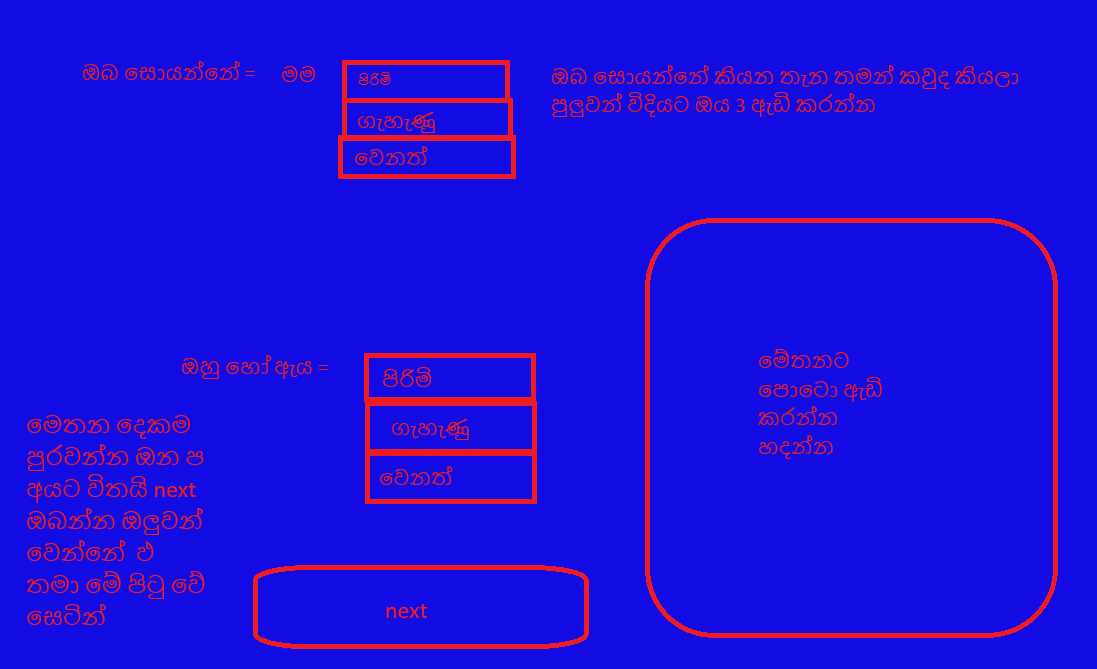 ඔබ සොයන්නේ = මම
පිරිමි
ගැහැණු
වෙනත්
ඔබ සොයන්නේ කියන තැන තමන් කවුද කියලා
පුලුවන් විදියට ඔය 3 ඇඩ් කරන්න
ඔහු හෝ ඇය =
පිරිමි
ගැහැණු
වෙනත්
මෙතන දෙකම
පුරවන්න ඔන ප
අයට විතයි next
ඔබන්න ඔලුවන්
වෙන්නේ ඵ
තමා මේ පිටු වේ
සෙටින්
next
මේතනට
පොටො ඇඩ්
කරන්න
හදන්න